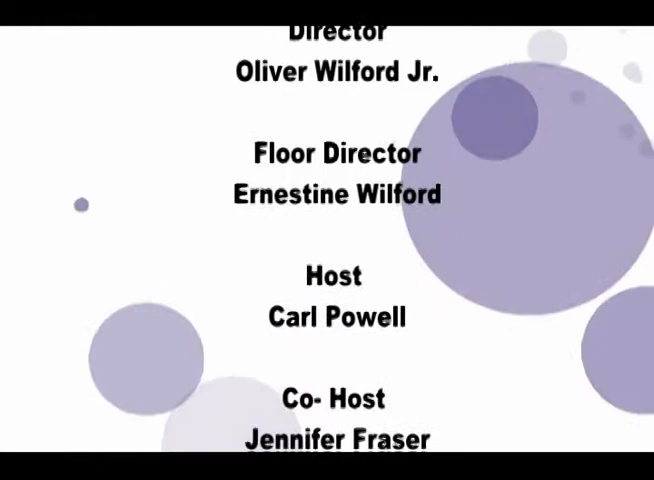 Director
Oliver Wilford Jr.
Floor Director
Ernestine Wilford
Host
Carl Powell
Co- Host
Jennifer Fraser